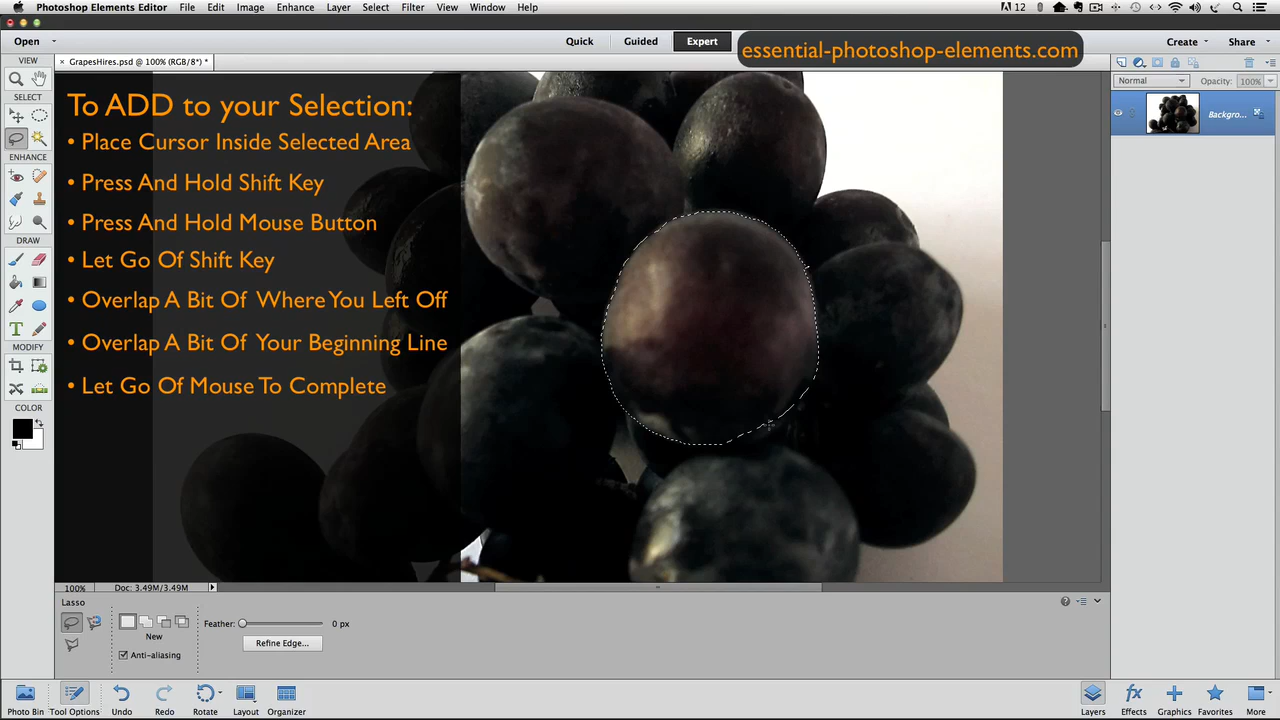 Photoshop Elements Editor File Edit Image Enhance Layer Select Filter View Window Help 12
Open Quick Guided Expert essential-photoshop-elements.com Create Share
VIEW
× GrapesHires.psd @ 100% (RGB/8*) *
Normal Opacity: 100%
SELECT
To ADD to your Selection:
Backgro...
• Place Cursor Inside Selected Area
ENHANCE
• Press And Hold Shift Key
• Press And Hold Mouse Button
DRAW
• Let Go Of Shift Key
• Overlap A Bit Of Where You Left Off
• Overlap A Bit Of Your Beginning Line
MODIFY
• Let Go Of Mouse To Complete
COLOR
100% Doc: 3.49M/3.49M
Lasso
New
Feather: 0 px
Refine Edge...
Anti-aliasing
Photo Bin Tool Options Undo Redo Rotate Layout Organizer Layers Effects Graphics Favorites More